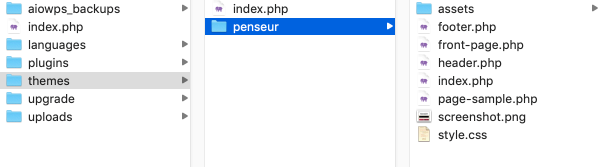 aiowps_backups
index.php
languages
plugins
themes
upgrade
uploads
index.php
penseur
assets
footer.php
front-page.php
header.php
index.php
page-sample.php
screenshot.png
style.css